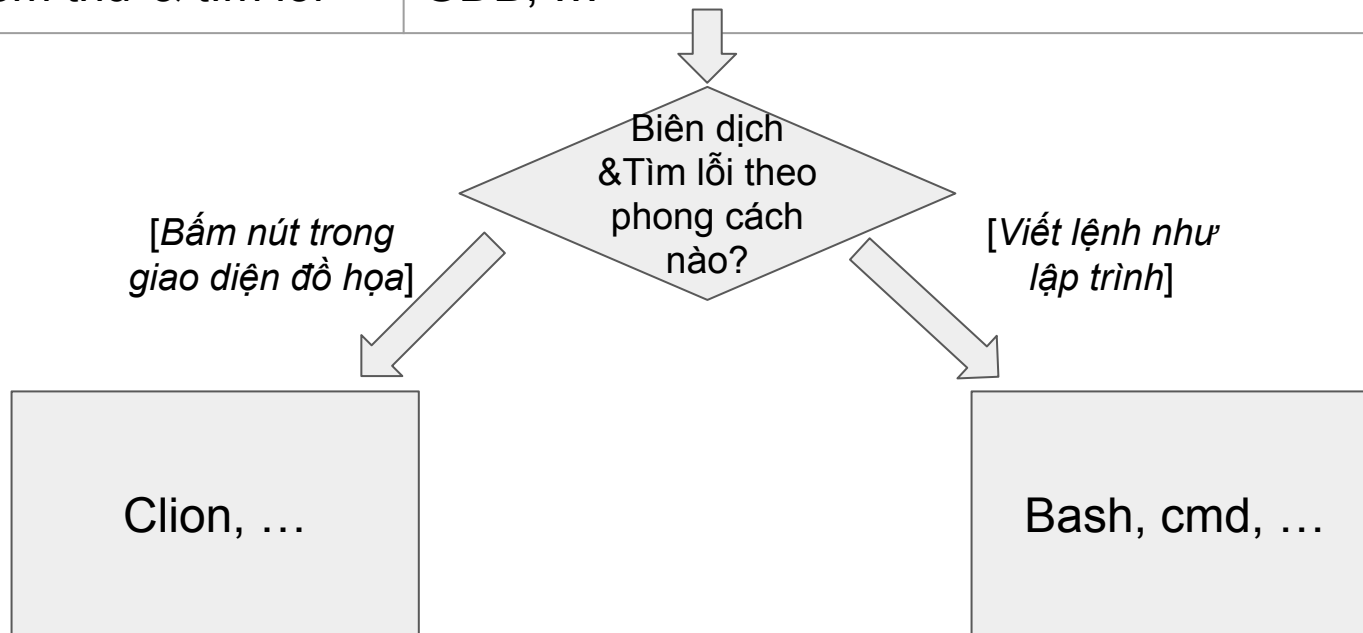 Biên dịch
&Tìm lỗi theo
phong cách
nào?
[Bấm nút trong
giao diện đồ họa]
[Viết lệnh như
lập trình]
Clion, …
Bash, cmd, …